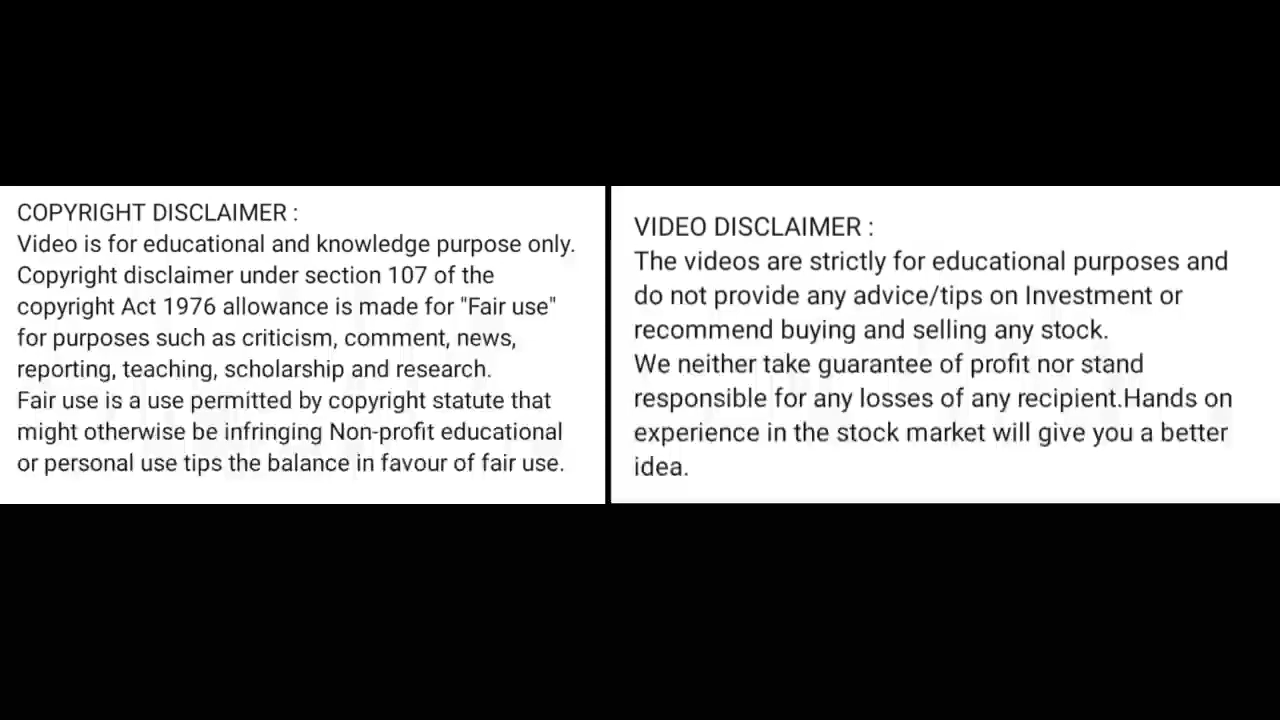 COPYRIGHT DISCLAIMER :
Video is for educational and knowledge purpose only.
Copyright disclaimer under section 107 of the
copyright Act 1976 allowance is made for "Fair use"
for purposes such as criticism, comment, news,
reporting, teaching, scholarship and research.
Fair use is a use permitted by copyright statute that
might otherwise be infringing Non-profit educational
or personal use tips the balance in favour of fair use.
VIDEO DISCLAIMER :
The videos are strictly for educational purposes and
do not provide any advice/tips on Investment or
recommend buying and selling any stock.
We neither take guarantee of profit nor stand
responsible for any losses of any recipient.Hands on
experience in the stock market will give you a better
idea.